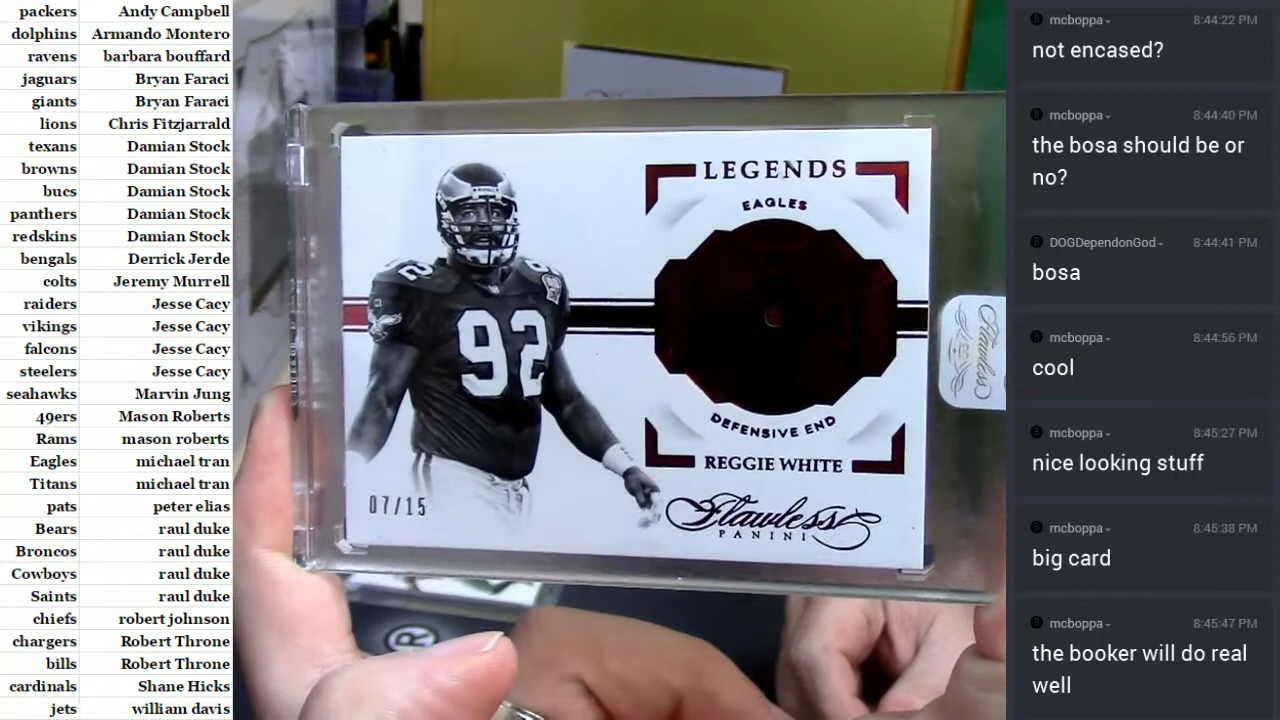 packers Andy Campbell
dolphins Armando Montero
ravens barbara bouffard
jaguars Bryan Faraci
giants Bryan Faraci
lions Chris Fitzjarrald
texans Damian Stock
browns Damian Stock
bucs Damian Stock
panthers Damian Stock
redskins Damian Stock
bengals Derrick Jerde
colts Jeremy Murrell
raiders Jesse Cacy
vikings Jesse Cacy
falcons Jesse Cacy
steelers Jesse Cacy
seahawks Marvin Jung
49ers Mason Roberts
Rams mason roberts
Eagles michael tran
Titans michael tran
pats peter elias
Bears raul duke
Broncos raul duke
Cowboys raul duke
Saints raul duke
chiefs robert johnson
chargers Robert Throne
bills Robert Throne
cardinals Shane Hicks
jets william davis
LEGENDS
EAGLES
92
92
92
DEFENSIVE END
REGGIE WHITE
07/15
Flawless
PANINI
Flawless
R
mcboppa 8:44:22 PM
not encased?
mcboppa 8:44:40 PM
the bosa should be or
no?
DOGDependonGod 8:44:41 PM
bosa
mcboppa 8:44:56 PM
cool
mcboppa 8:45:27 PM
nice looking stuff
mcboppa 8:45:38 PM
big card
mcboppa 8:45:47 PM
the booker will do real
well